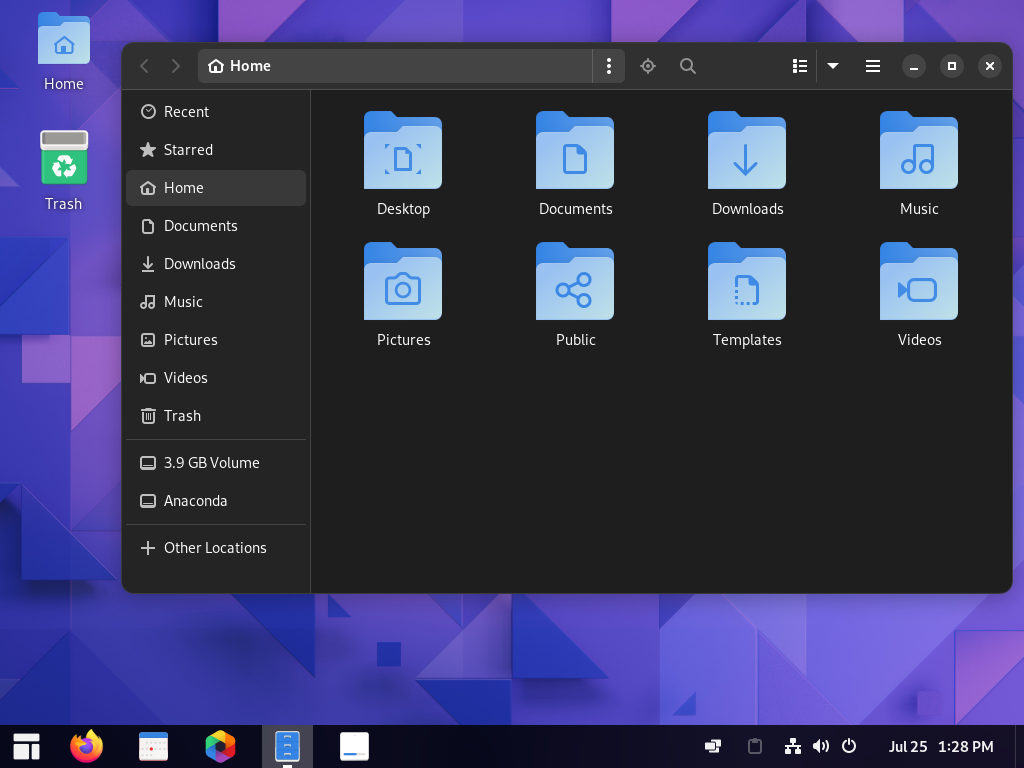 Home
Trash
Home
Recent
Starred
Home
Documents
Downloads
Music
Pictures
Videos
Trash
3.9 GB Volume
Anaconda
Other Locations
Desktop
Documents
Downloads
Music
Pictures
Public
Templates
Videos
Jul 25 1:28 PM